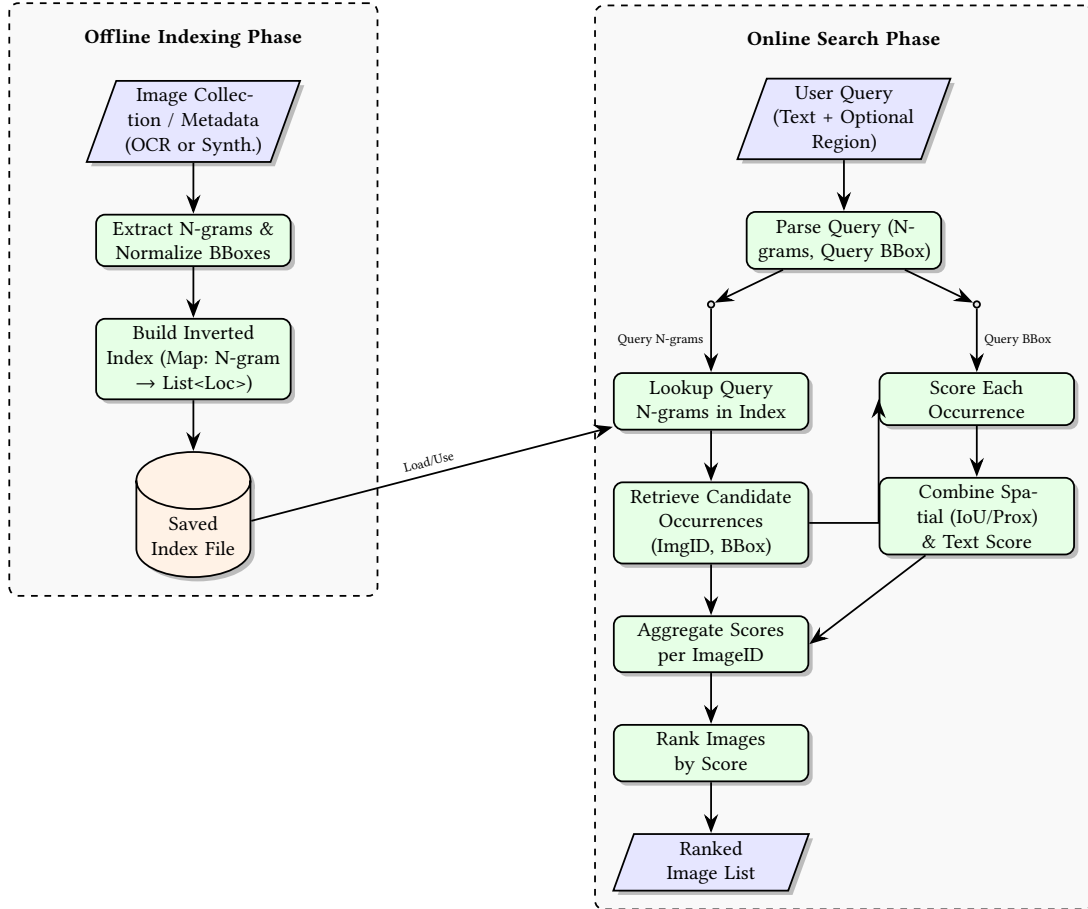 Offline Indexing Phase
Image Collec-
tion / Metadata
(OCR or Synth.)
Extract N-grams &
Normalize BBoxes
Build Inverted
Index (Map: N-gram
→ List<Loc>)
Saved
Index File
Load/Use
Online Search Phase
User Query
(Text + Optional
Region)
Parse Query (N-
grams, Query BBox)
Query N-grams
Query BBox
Lookup Query
N-grams in Index
Score Each
Occurrence
Retrieve Candidate
Occurrences
(ImgID, BBox)
Combine Spa-
tial (IoU/Prox)
& Text Score
Aggregate Scores
per ImageID
Rank Images
by Score
Ranked
Image List